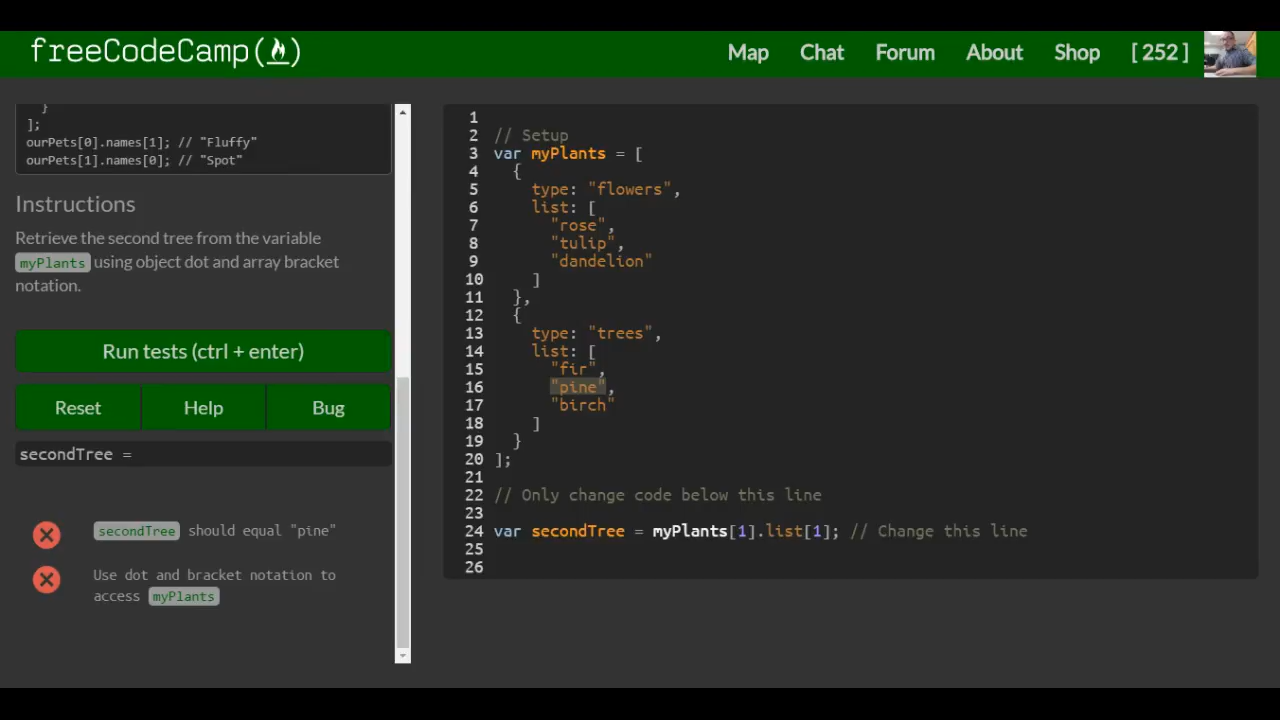 freeCodeCamp(🔥)
Map Chat Forum About Shop [ 252 ]
}
];
ourPets[0].names[1]; // "Fluffy"
ourPets[1].names[0]; // "Spot"
Instructions
Retrieve the second tree from the variable
myPlants using object dot and array bracket
notation.
Run tests (ctrl + enter)
Reset Help Bug
secondTree =
secondTree should equal "pine"
Use dot and bracket notation to
access myPlants
1
2 // Setup
3 var myPlants = [
4 {
5 type: "flowers",
6 list: [
7 "rose",
8 "tulip",
9 "dandelion"
10 ]
11 },
12 {
13 type: "trees",
14 list: [
15 "fir",
16 "pine",
17 "birch"
18 ]
19 }
20 ];
21
22 // Only change code below this line
23
24 var secondTree = myPlants[1].list[1]; // Change this line
25
26